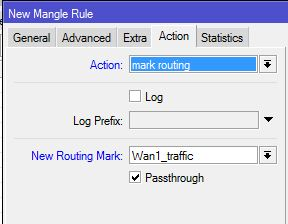 New Mangle Rule
General Advanced Extra Action Statistics
Action: mark routing
Log
Log Prefix:
New Routing Mark: Wan1_traffic
Passthrough